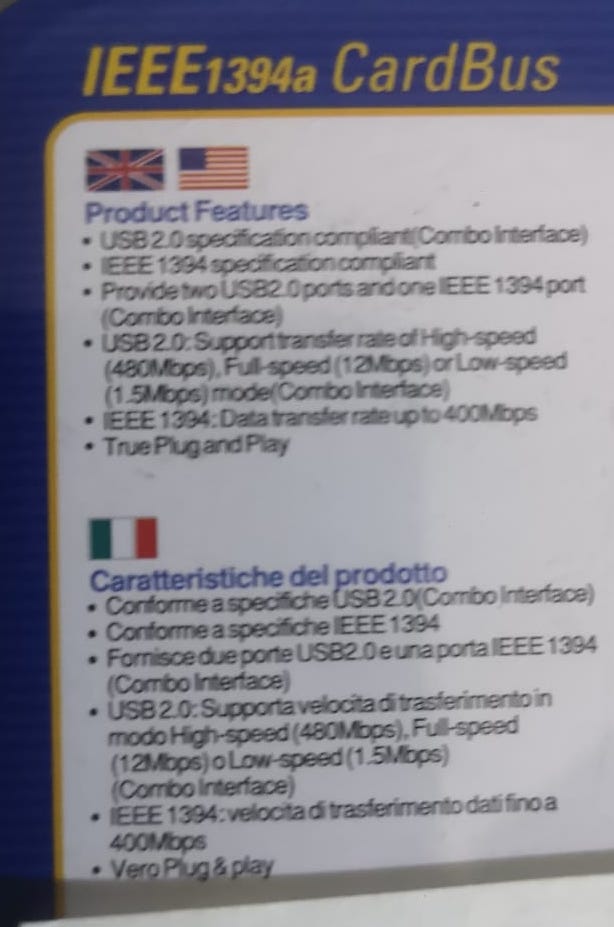 IEEE1394a CardBus
Product Features
• USB 2.0 specification compliant(Combo Interface)
• IEEE 1394 specification compliant
• Provide two USB2.0 ports and one IEEE 1394 port
(Combo Interface)
• USB 2.0: Support transfer rate of High-speed
(480Mbps), Full-speed (12Mbps) or Low-speed
(1.5Mbps) mode(Combo Interface)
• IEEE 1394: Data transfer rate up to 400Mbps
• True Plug and Play
Caratteristiche del prodotto
• Conforme a specifiche USB 2.0(Combo Interface)
• Conforme a specifiche IEEE 1394
• Fornisce due porte USB2.0 e una porta IEEE 1394
(Combo Interface)
• USB 2.0: Supporta velocita di trasferimento in
modo High-speed (480Mbps), Full-speed
(12Mbps) o Low-speed (1.5Mbps)
(Combo Interface)
• IEEE 1394: velocita di trasferimento dati fino a
400Mbps
• Vero Plug & play